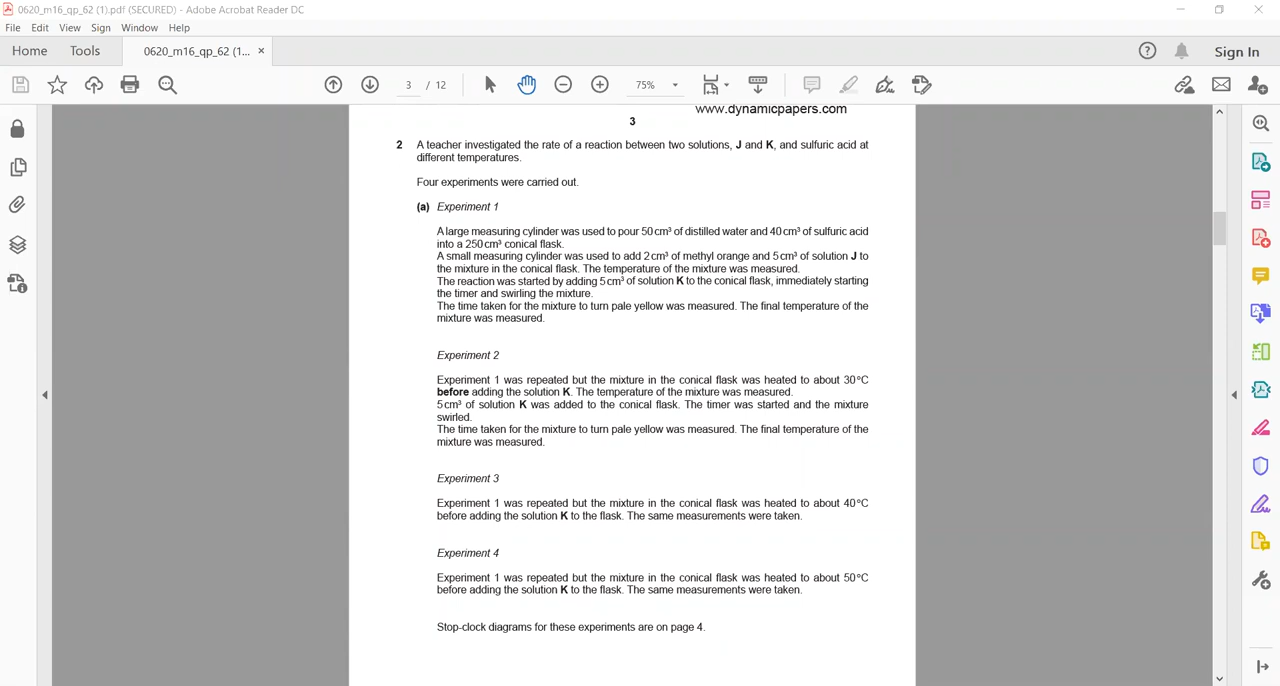 0620_m16_qp_62 (1).pdf (SECURED) - Adobe Acrobat Reader DC
File Edit View Sign Window Help
Home Tools 0620_m16_qp_62 (1... × Sign In
3 / 12 75%
www.dynamicpapers.com
3
2 A teacher investigated the rate of a reaction between two solutions, J and K, and sulfuric acid at
different temperatures.
Four experiments were carried out.
(a) Experiment 1
A large measuring cylinder was used to pour 50 cm³ of distilled water and 40 cm³ of sulfuric acid
into a 250 cm³ conical flask.
A small measuring cylinder was used to add 2 cm³ of methyl orange and 5 cm³ of solution J to
the mixture in the conical flask. The temperature of the mixture was measured.
The reaction was started by adding 5 cm³ of solution K to the conical flask, immediately starting
the timer and swirling the mixture.
The time taken for the mixture to turn pale yellow was measured. The final temperature of the
mixture was measured.
Experiment 2
Experiment 1 was repeated but the mixture in the conical flask was heated to about 30 °C
before adding the solution K. The temperature of the mixture was measured.
5 cm³ of solution K was added to the conical flask. The timer was started and the mixture
swirled.
The time taken for the mixture to turn pale yellow was measured. The final temperature of the
mixture was measured.
Experiment 3
Experiment 1 was repeated but the mixture in the conical flask was heated to about 40 °C
before adding the solution K to the flask. The same measurements were taken.
Experiment 4
Experiment 1 was repeated but the mixture in the conical flask was heated to about 50 °C
before adding the solution K to the flask. The same measurements were taken.
Stop-clock diagrams for these experiments are on page 4.